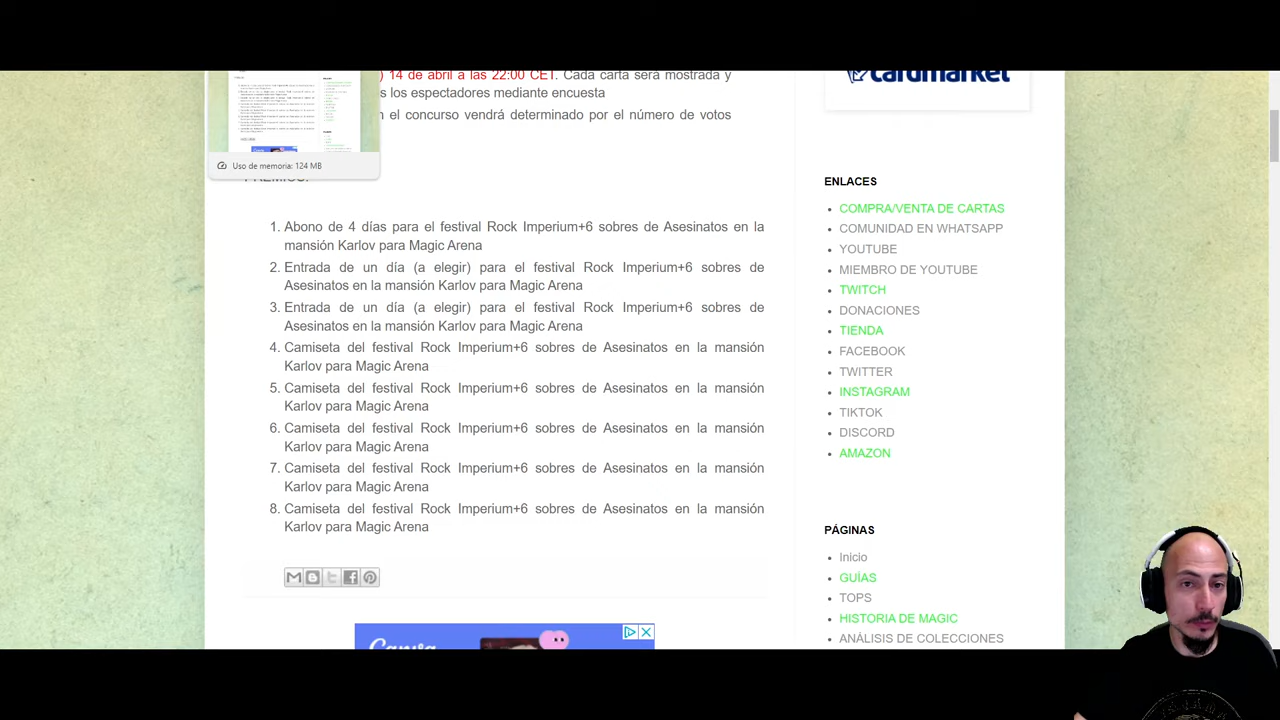 ) 14 de abril a las 22:00 CET. Cada carta será mostrada y
s los espectadores mediante encuesta
n el concurso vendrá determinado por el número de votos
Uso de memoria: 124 MB
PREMIOS:
1. Abono de 4 días para el festival Rock Imperium+6 sobres de Asesinatos en la
mansión Karlov para Magic Arena
2. Entrada de un día (a elegir) para el festival Rock Imperium+6 sobres de
Asesinatos en la mansión Karlov para Magic Arena
3. Entrada de un día (a elegir) para el festival Rock Imperium+6 sobres de
Asesinatos en la mansión Karlov para Magic Arena
4. Camiseta del festival Rock Imperium+6 sobres de Asesinatos en la mansión
Karlov para Magic Arena
5. Camiseta del festival Rock Imperium+6 sobres de Asesinatos en la mansión
Karlov para Magic Arena
6. Camiseta del festival Rock Imperium+6 sobres de Asesinatos en la mansión
Karlov para Magic Arena
7. Camiseta del festival Rock Imperium+6 sobres de Asesinatos en la mansión
Karlov para Magic Arena
8. Camiseta del festival Rock Imperium+6 sobres de Asesinatos en la mansión
Karlov para Magic Arena
Canva
cardmarket
ENLACES
COMPRA/VENTA DE CARTAS
COMUNIDAD EN WHATSAPP
YOUTUBE
MIEMBRO DE YOUTUBE
TWITCH
DONACIONES
TIENDA
FACEBOOK
TWITTER
INSTAGRAM
TIKTOK
DISCORD
AMAZON
PÁGINAS
Inicio
GUÍAS
TOPS
HISTORIA DE MAGIC
ANÁLISIS DE COLECCIONES